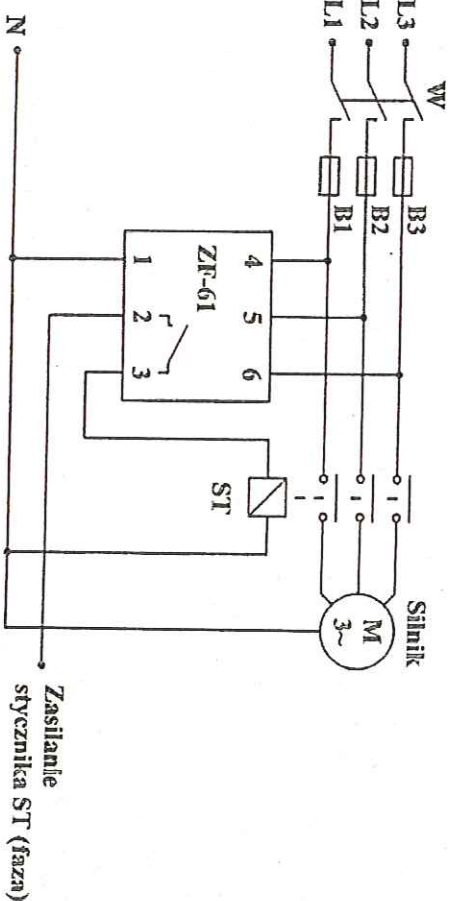 L3
L2
L1
W
B3
B2
B1
N
ZF-61
4
5
6
1
2
3
ST
Silnik
M
3~
Zasilanie
stycznika ST (faza)